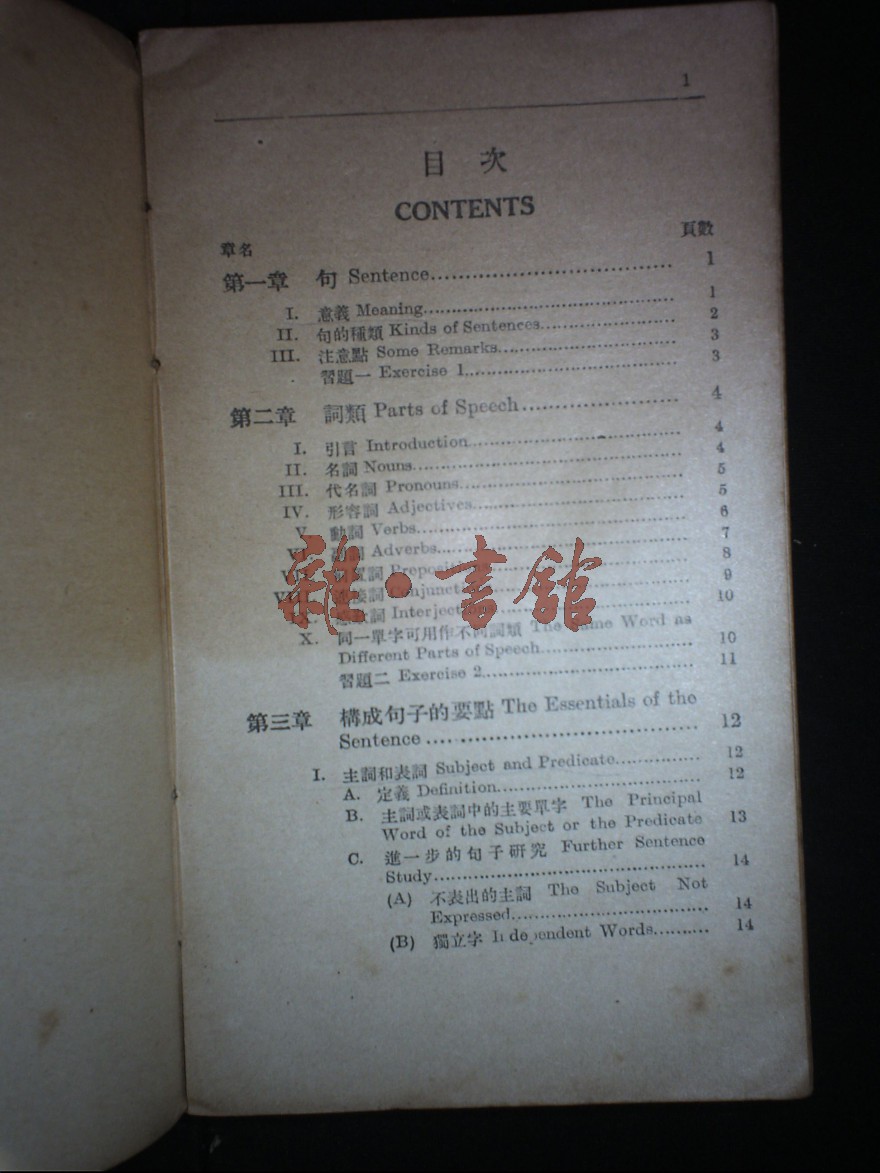 1
目次
CONTENTS
章名 頁數
第一章 句 Sentence 1
I. 意義 Meaning 1
II. 句的種類 Kinds of Sentences 2
III. 注意點 Some Remarks 3
習題一 Exercise 1 3
第二章 詞類 Parts of Speech 4
I. 引言 Introduction 4
II. 名詞 Nouns 4
III. 代名詞 Pronouns 5
IV. 形容詞 Adjectives 5
V. 動詞 Verbs 6
詞 Adverbs 7
詞 8
詞 9
詞 10
X. 同一單字可用作不同詞類 The Same Word as
Different Parts of Speech 10
習題二 Exercise 2 11
第三章 構成句子的要點 The Essentials of the
Sentence 12
I. 主詞和表詞 Subject and Predicate 12
A. 定義 Definition 12
B. 主詞或表詞中的主要單字 The Principal
Word of the Subject or the Predicate 13
C. 進一步的句子研究 Further Sentence
Study 14
(A) 不表出的主詞 The Subject Not
Expressed 14
(B) 獨立字 Independent Words 14
雜·書館